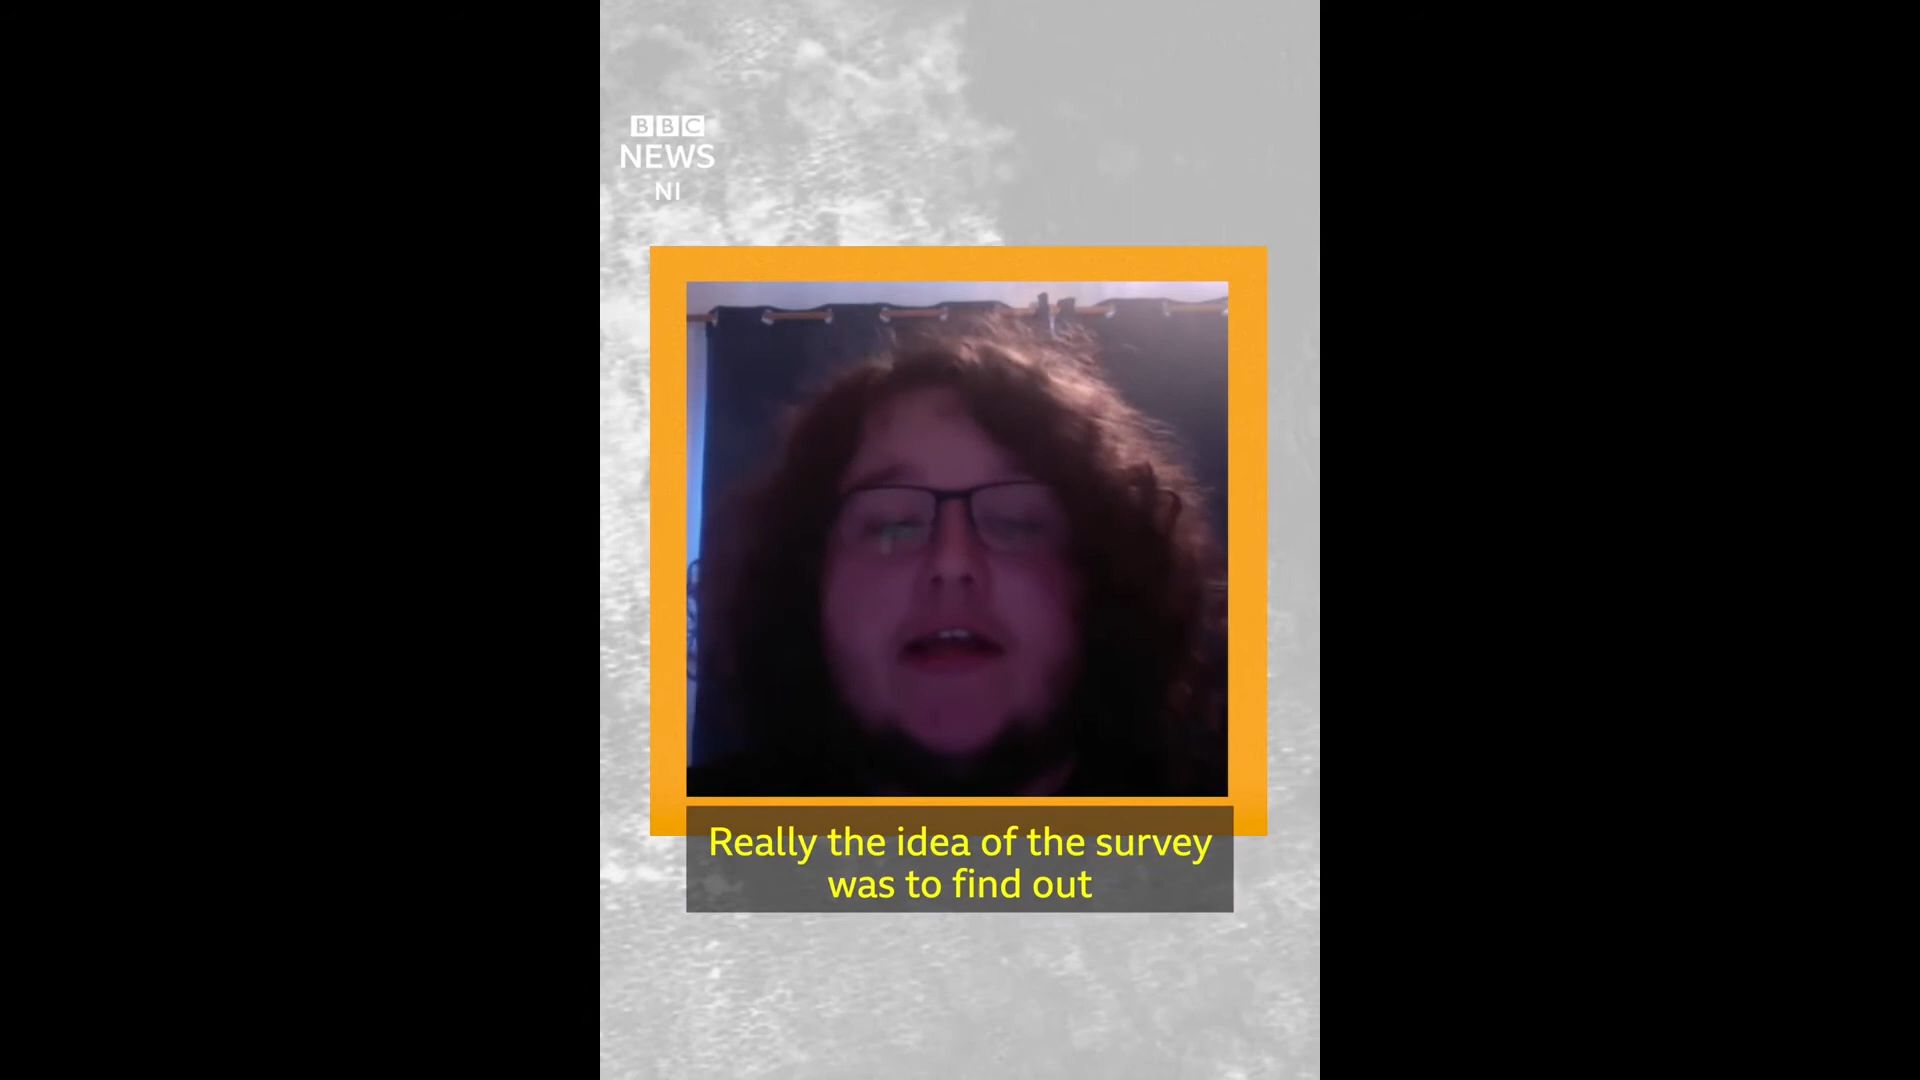 BBC
NEWS
NI
Really the idea of the survey
was to find out